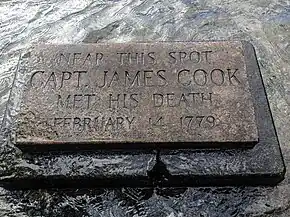 NEAR THIS SPOT
CAPT. JAMES COOK
MET HIS DEATH
FEBRUARY 14, 1779